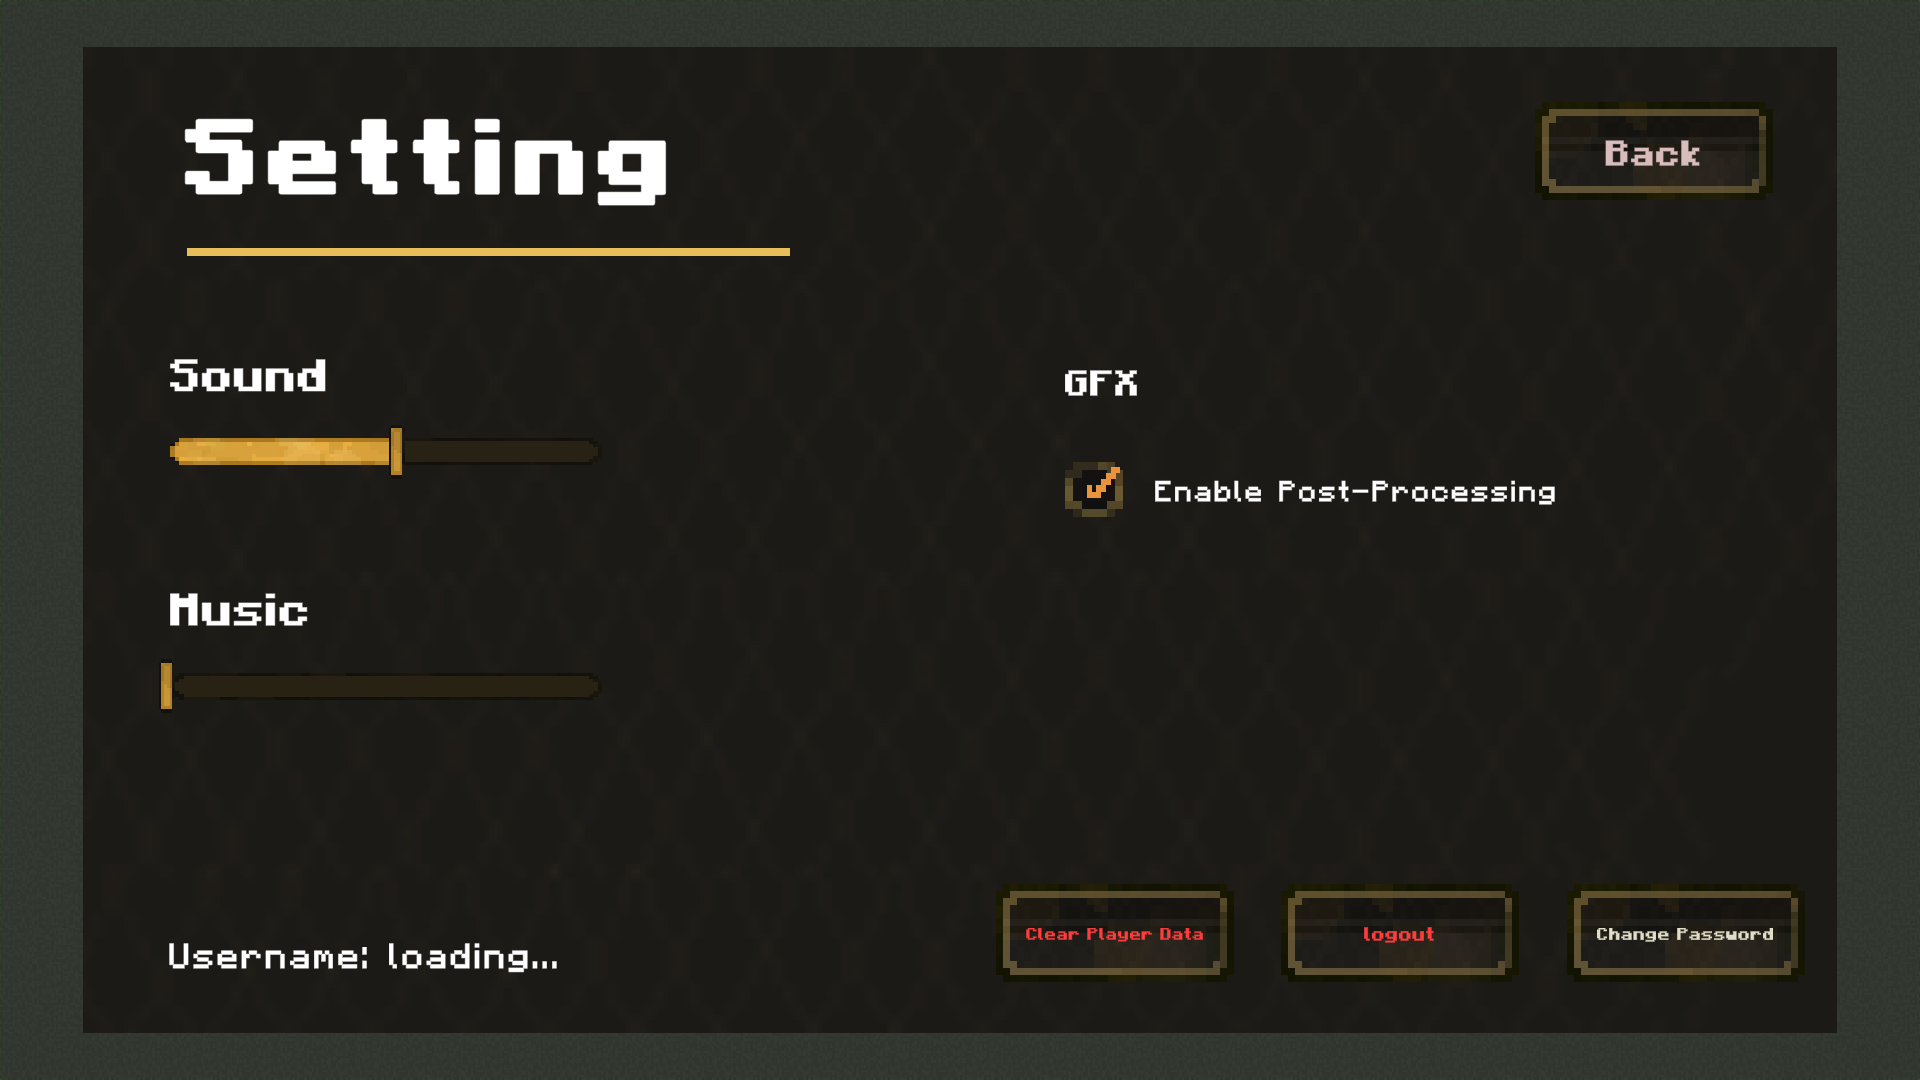 Setting
Back
Sound
GFX
Enable Post-Processing
Music
Username: loading...
Clear Player Data
logout
Change Password